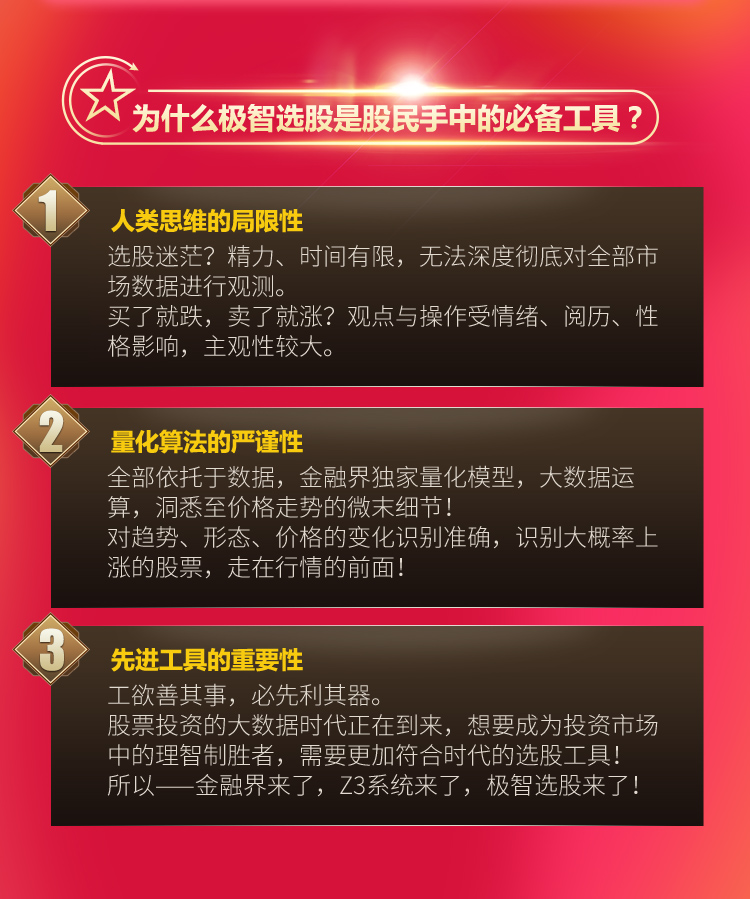 为什么极智选股是股民手中的必备工具？
1
人类思维的局限性
选股迷茫？精力、时间有限，无法深度彻底对全部市
场数据进行观测。
买了就跌，卖了就涨？观点与操作受情绪、阅历、性
格影响，主观性较大。
2
量化算法的严谨性
全部依托于数据，金融界独家量化模型，大数据运
算，洞悉至价格走势的微末细节！
对趋势、形态、价格的变化识别准确，识别大概率上
涨的股票，走在行情的前面！
3
先进工具的重要性
工欲善其事，必先利其器。
股票投资的大数据时代正在到来，想要成为投资市场
中的理智制胜者，需要更加符合时代的选股工具！
所以——金融界来了，Z3系统来了，极智选股来了！